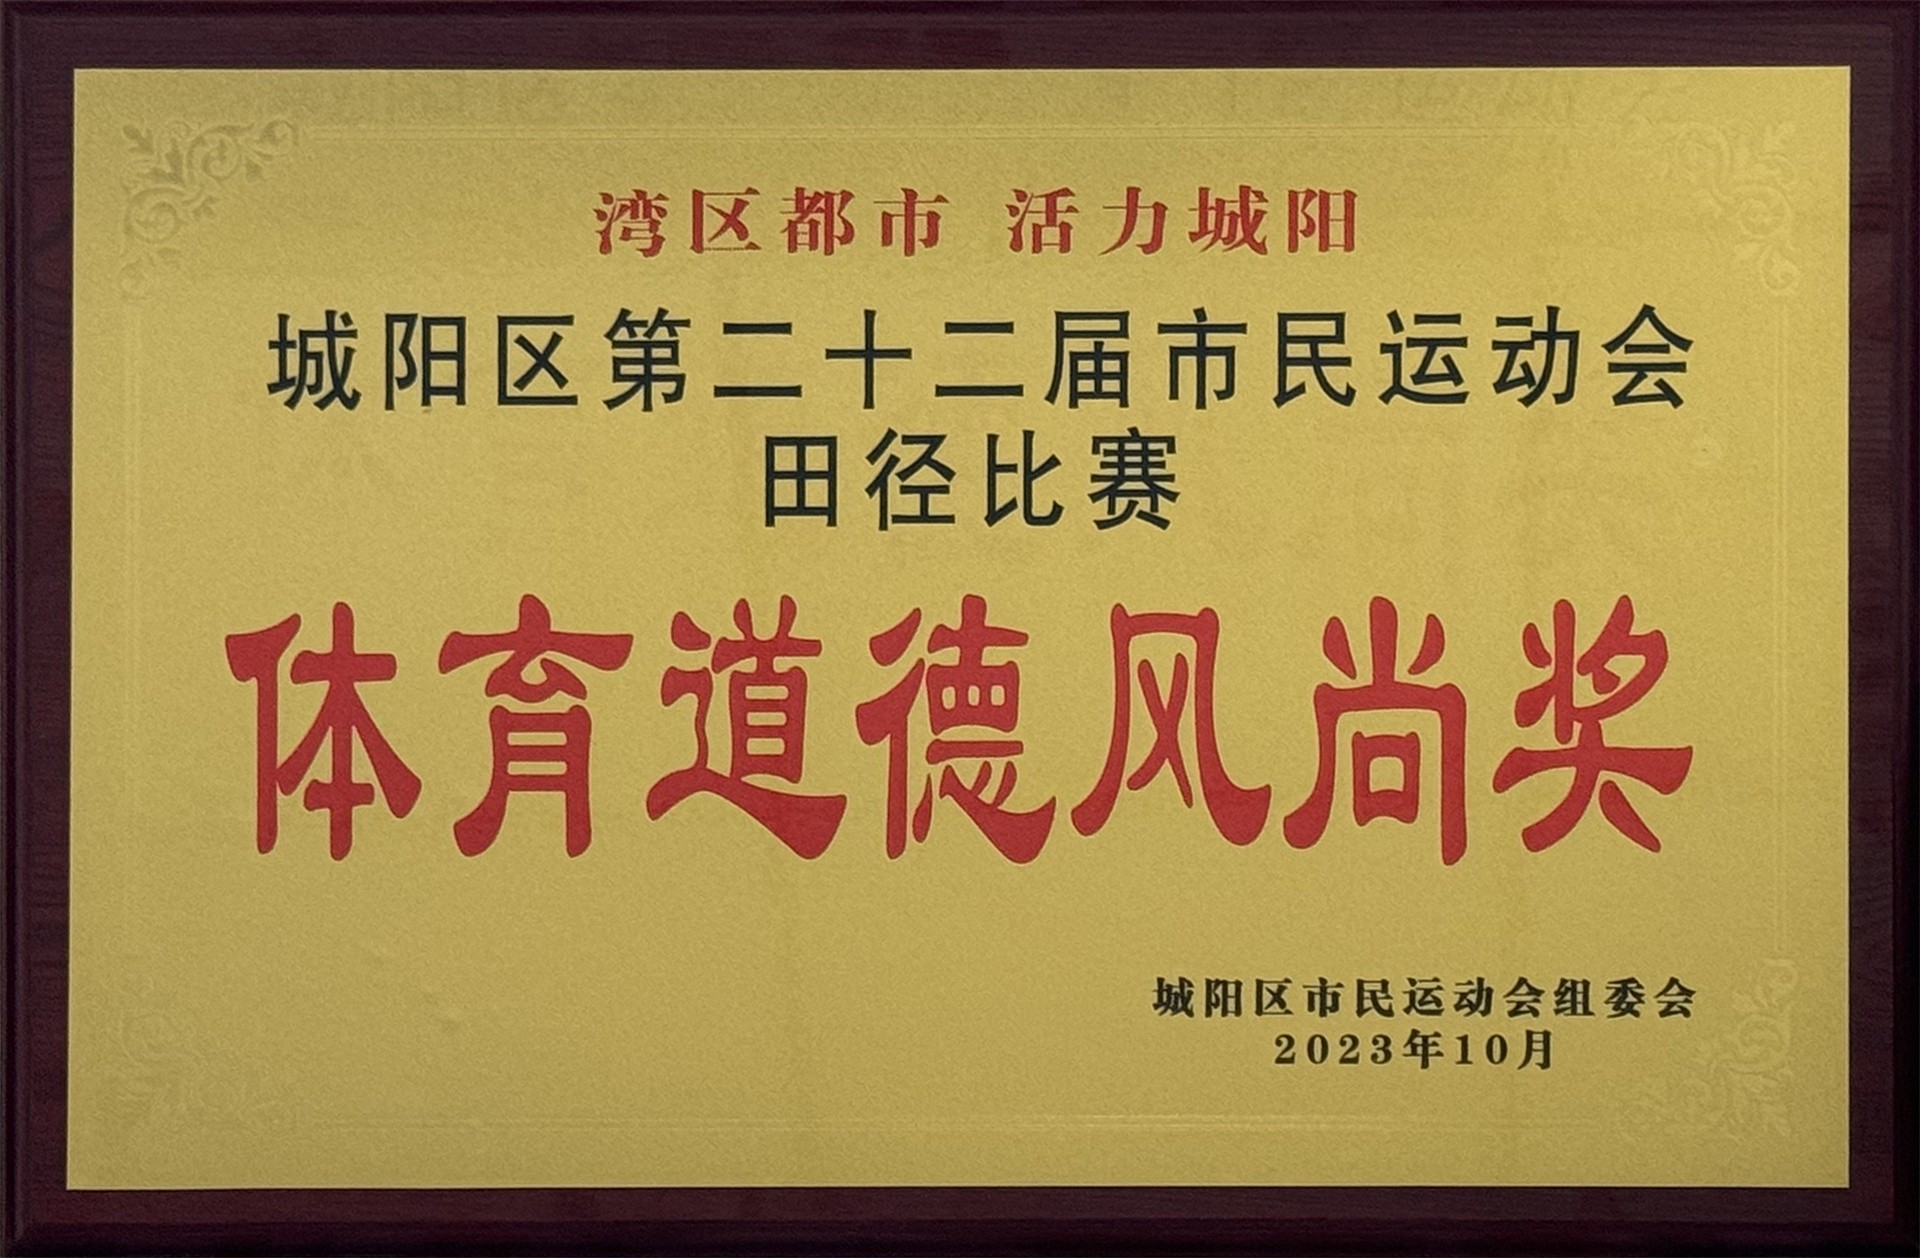 湾区都市 活力城阳
城阳区第二十二届市民运动会
田径比赛
体育道德风尚奖
城阳区市民运动会组委会
2023年10月